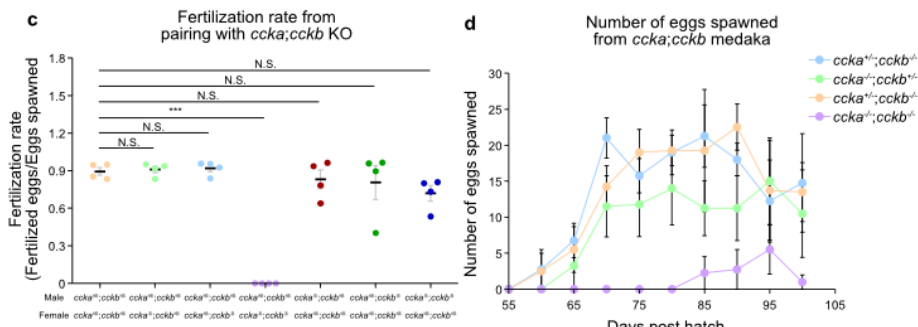 c
Fertilization rate from
pairing with ccka;cckb KO
Fertilization rate
(Fertilized eggs/Eggs spawned)
1.8
1.5
1.2
0.9
0.6
0.3
0
N.S.
N.S.
N.S.
***
N.S.
N.S.
Male
Female
d
Number of eggs spawned
from ccka;cckb medaka
Number of eggs spawned
30
25
20
15
10
5
0
55 65 75 85 95 105
Days post hatch
ccka⁺/⁻;cckb⁻/⁻
ccka⁻/⁻;cckb⁺/⁻
ccka⁺/⁻;cckb⁻/⁻
ccka⁻/⁻;cckb⁻/⁻